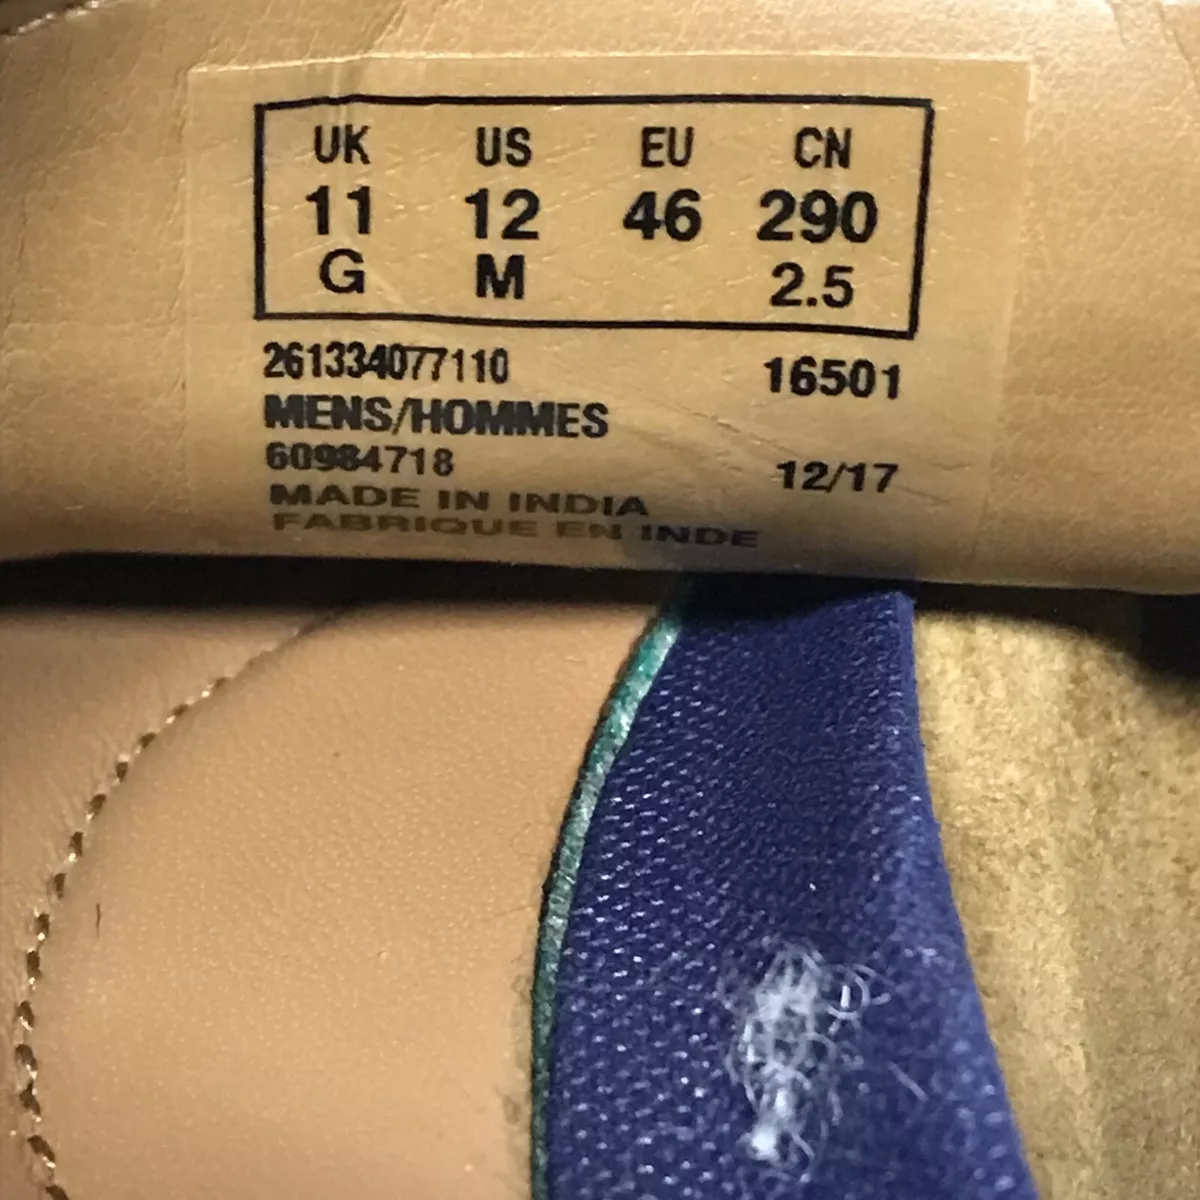 UK US EU CN
11 12 46 290
G M 2.5
261334077110 16501
MENS/HOMMES
60984718 12/17
MADE IN INDIA
FABRIQUE EN INDE